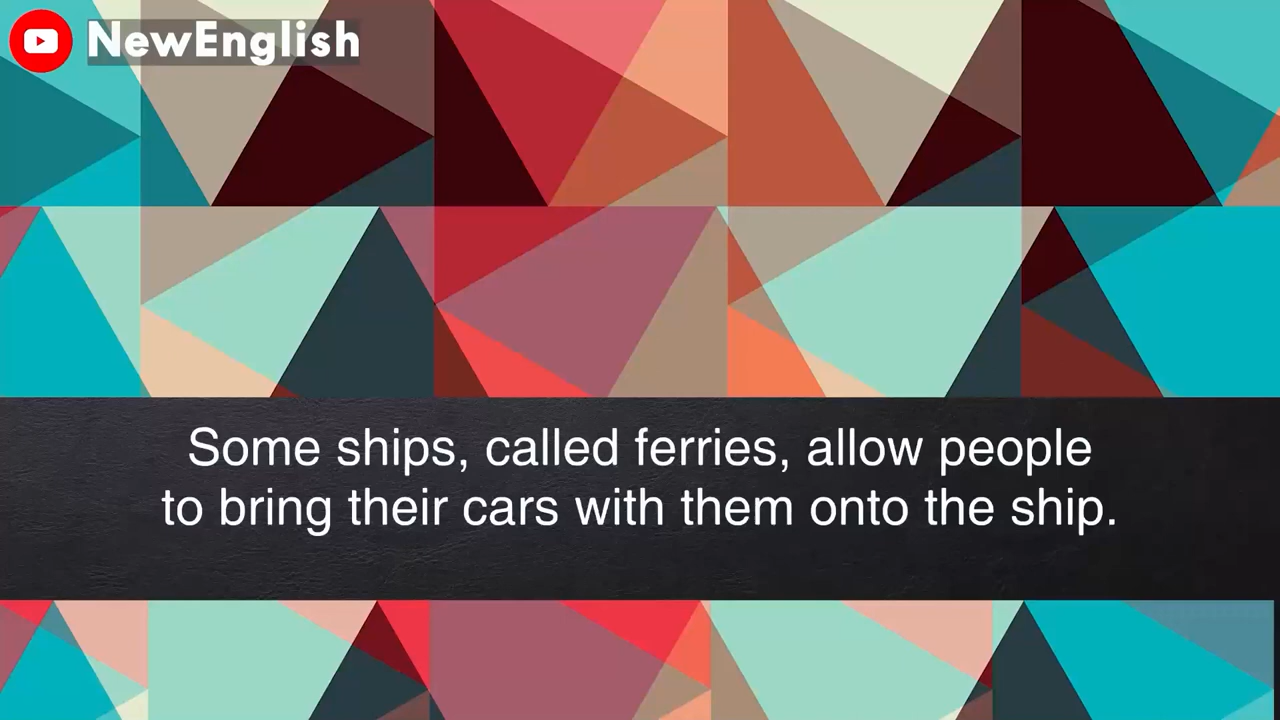 NewEnglish
Some ships, called ferries, allow people
to bring their cars with them onto the ship.